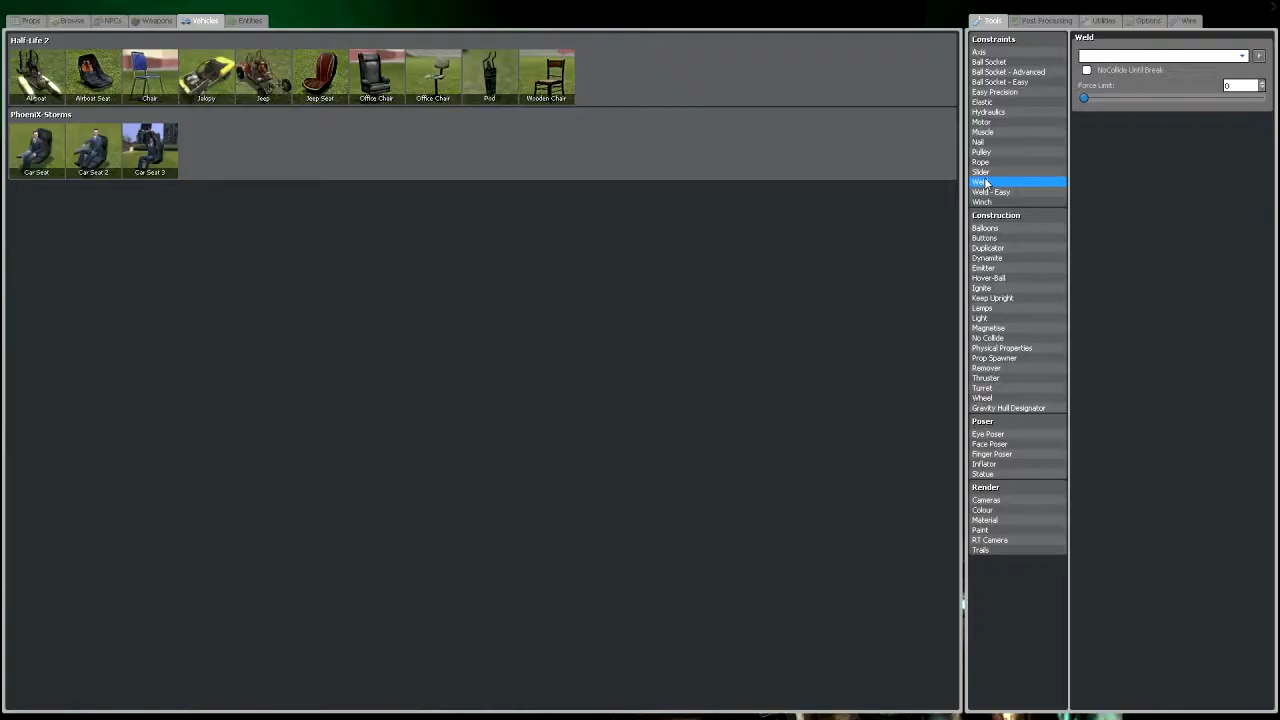 Props Browse NPCs Weapons Vehicles Entities
Half-Life 2
Airboat Airboat Seat Chair Jalopy Jeep Jeep Seat Office Chair Office Chair Pod Wooden Chair
PhoeniX-Storms
Car Seat Car Seat 2 Car Seat 3
Tools Post Processing Utilities Options Wire
Constraints
Axis
Ball Socket
Ball Socket - Advanced
Ball Socket - Easy
Easy Precision
Elastic
Hydraulics
Motor
Muscle
Nail
Pulley
Rope
Slider
Weld
Weld - Easy
Winch
Construction
Balloons
Buttons
Duplicator
Dynamite
Emitter
Hover-Ball
Ignite
Keep Upright
Lamps
Light
Magnetise
No Collide
Physical Properties
Prop Spawner
Remover
Thruster
Turret
Wheel
Gravity Hull Designator
Poser
Eye Poser
Face Poser
Finger Poser
Inflator
Statue
Render
Cameras
Colour
Material
Paint
RT Camera
Trails
Weld
NoCollide Until Break
Force Limit: 0